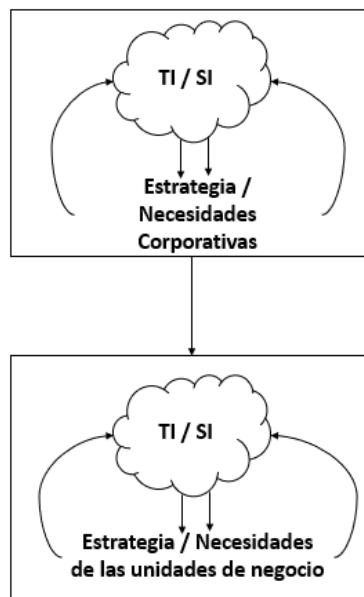 TI / SI
Estrategia /
Necesidades
Corporativas
TI / SI
Estrategia / Necesidades
de las unidades de negocio